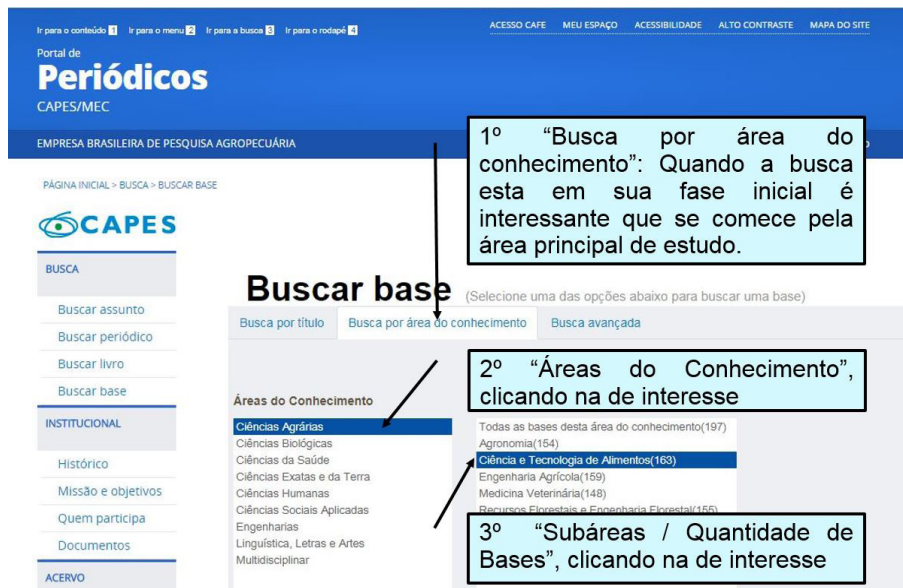 Ir para o conteúdo 1 Ir para o menu 2 Ir para a busca 3 Ir para o rodapé 4
ACESSO CAFE MEU ESPAÇO ACESSIBILIDADE ALTO CONTRASTE MAPA DO SITE
Portal de
Periódicos
CAPES/MEC
EMPRESA BRASILEIRA DE PESQUISA AGROPECUÁRIA
1º “Busca por área do
conhecimento”: Quando a busca
esta em sua fase inicial é
interessante que se comece pela
área principal de estudo.
PÁGINA INICIAL > BUSCA > BUSCAR BASE
CAPES
BUSCA
Buscar assunto
Buscar periódico
Buscar livro
Buscar base
INSTITUCIONAL
Histórico
Missão e objetivos
Quem participa
Documentos
ACERVO
Buscar base (Selecione uma das opções abaixo para buscar uma base)
Busca por título Busca por área do conhecimento Busca avançada
2º “Áreas do Conhecimento”,
clicando na de interesse
Áreas do Conhecimento
Ciências Agrárias
Ciências Biológicas
Ciências da Saúde
Ciências Exatas e da Terra
Ciências Humanas
Ciências Sociais Aplicadas
Engenharias
Linguística, Letras e Artes
Multidisciplinar
Todas as bases desta área do conhecimento(197)
Agronomia(154)
Ciência e Tecnologia de Alimentos(163)
Engenharia Agrícola(159)
Medicina Veterinária(148)
Recursos Florestais e Engenharia Florestal(155)
3º “Subáreas / Quantidade de
Bases”, clicando na de interesse